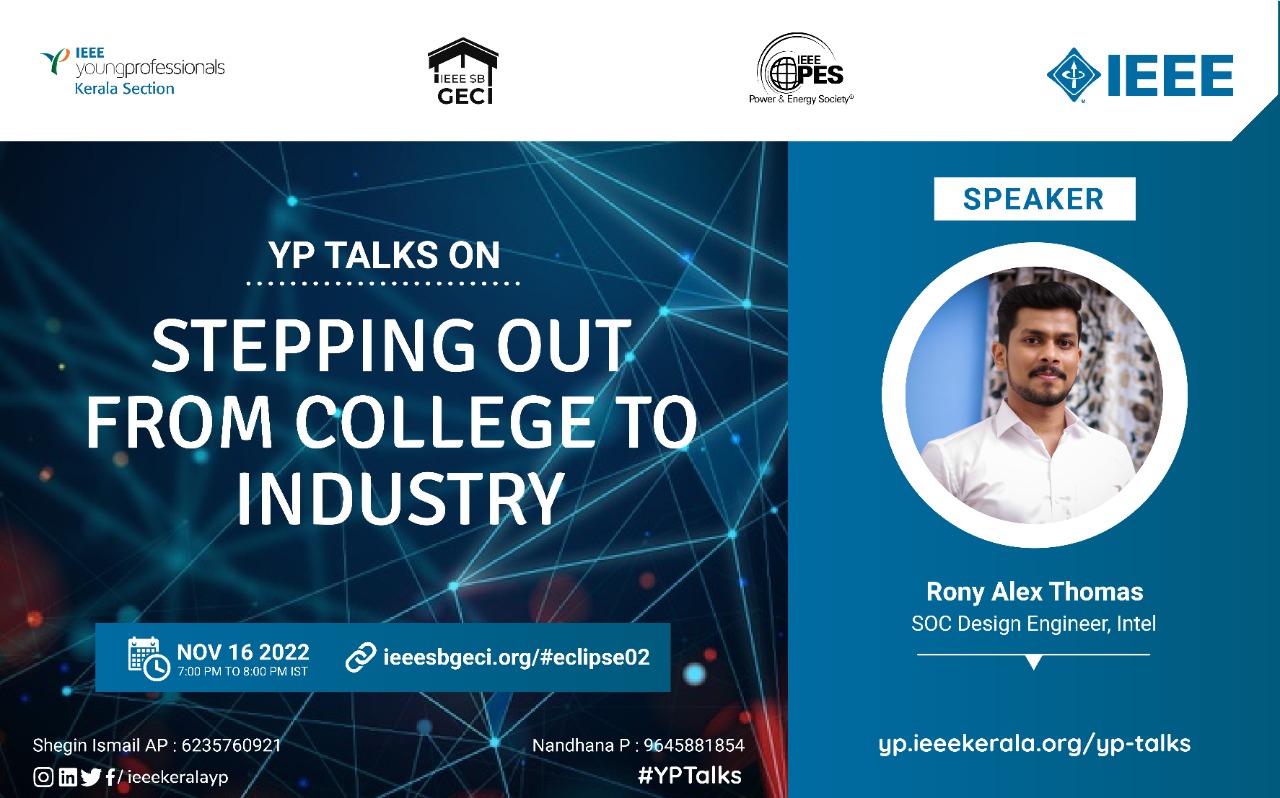 IEEE
youngprofessionals
Kerala Section
IEEE SB
GECI
IEEE
PES
Power & Energy Society®
IEEE
YP TALKS ON
STEPPING OUT
FROM COLLEGE TO
INDUSTRY
NOV 16 2022
7:00 PM TO 8:00 PM IST
ieeesbgeci.org/#eclipse02
Shegin Ismail AP : 6235760921
/ieeekeralayp
Nandhana P : 9645881854
#YPTalks
SPEAKER
Rony Alex Thomas
SOC Design Engineer, Intel
yp.ieeekerala.org/yp-talks